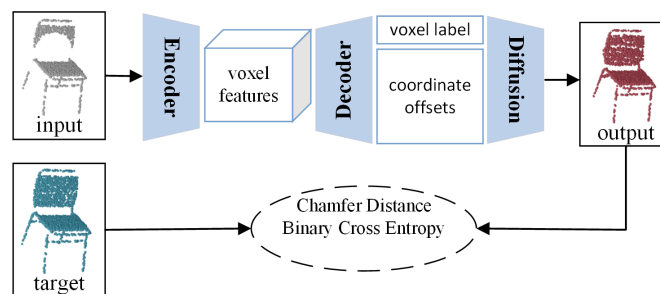 input
Encoder
voxel
features
Decoder
voxel label
coordinate
offsets
Diffusion
output
target
Chamfer Distance
Binary Cross Entropy